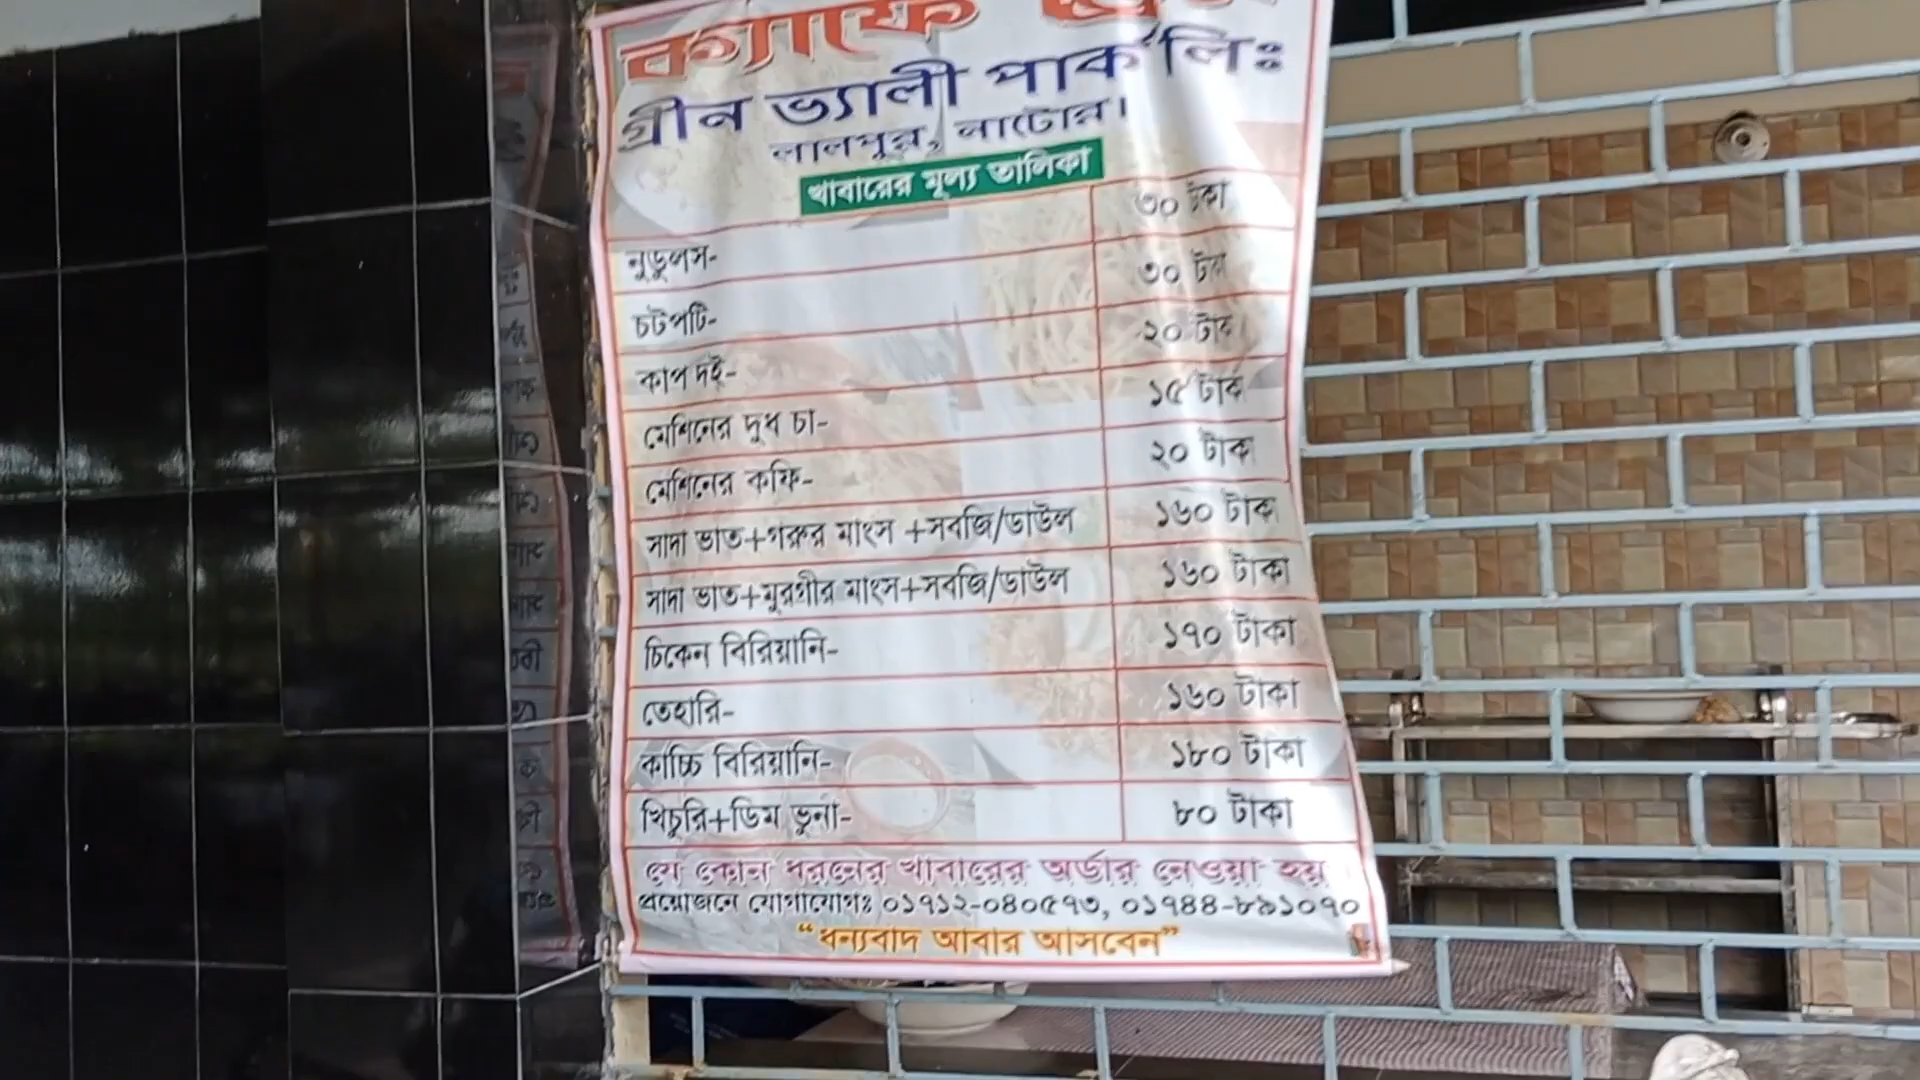 ক্যাফে
গ্রীন ভ্যালী পার্ক লিঃ
লালপুর, নাটোর।
খাবারের মূল্য তালিকা
নুডুলস- ৩০ টাকা
চটপটি- ৩০ টাকা
কাপ দই- ২০ টাকা
মেশিনের দুধ চা- ১৫ টাকা
মেশিনের কফি- ২০ টাকা
সাদা ভাত+গরুর মাংস +সবজি/ডাউল ১৬০ টাকা
সাদা ভাত+মুরগীর মাংস+সবজি/ডাউল ১৬০ টাকা
চিকেন বিরিয়ানি- ১৭০ টাকা
তেহারি- ১৬০ টাকা
কাচ্চি বিরিয়ানি- ১৮০ টাকা
খিচুরি+ডিম ভুনা- ৮০ টাকা
যে কোন ধরনের খাবারের অর্ডার নেওয়া হয়।
প্রয়োজনে যোগাযোগঃ ০১৭১২-০৪০৫৭৩, ০১৭৪৪-৮৯১০৭০
“ধন্যবাদ আবার আসবেন”